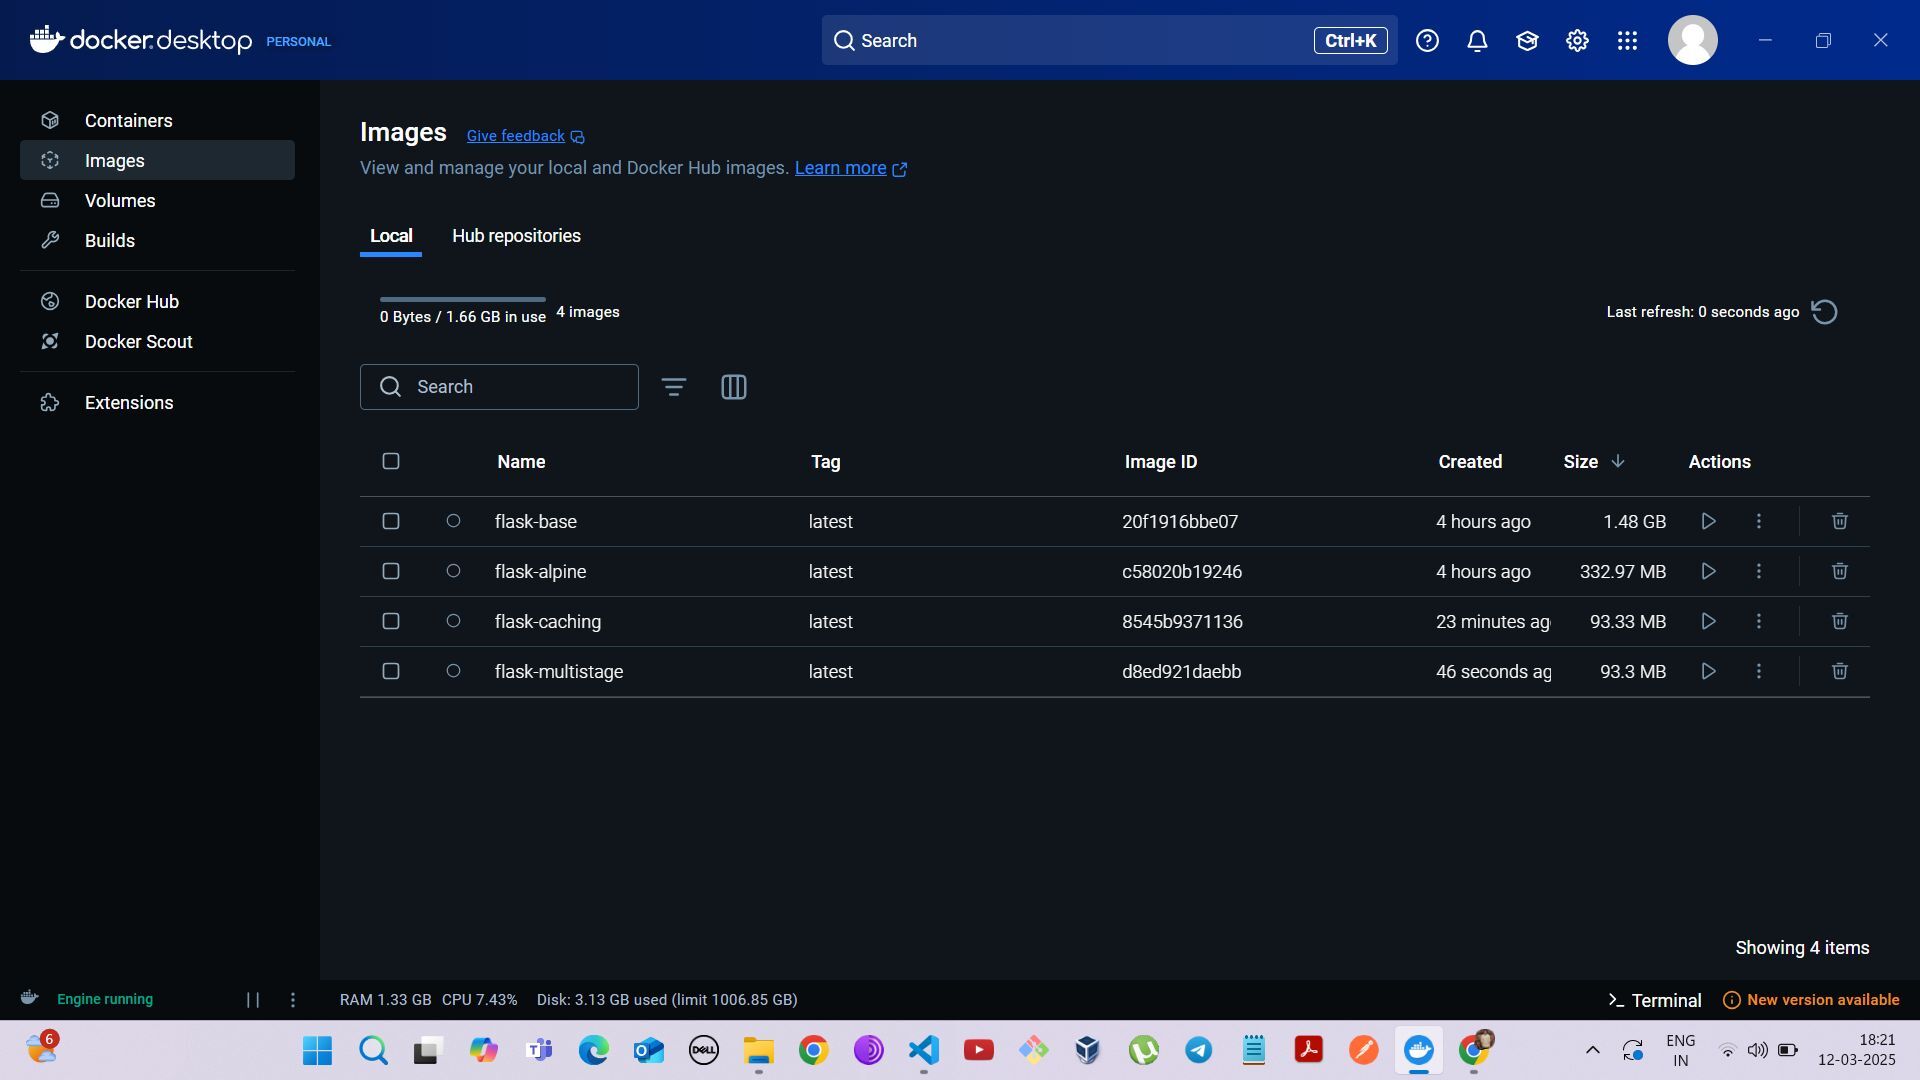 docker.desktop PERSONAL
Search Ctrl+K
Containers
Images
Volumes
Builds
Docker Hub
Docker Scout
Extensions
Images Give feedback
View and manage your local and Docker Hub images. Learn more
Local Hub repositories
0 Bytes / 1.66 GB in use 4 images
Last refresh: 0 seconds ago
Search
Name Tag Image ID Created Size Actions
flask-base latest 20f1916bbe07 4 hours ago 1.48 GB
flask-alpine latest c58020b19246 4 hours ago 332.97 MB
flask-caching latest 8545b9371136 23 minutes ag 93.33 MB
flask-multistage latest d8ed921daebb 46 seconds ag 93.3 MB
Showing 4 items
Engine running RAM 1.33 GB CPU 7.43% Disk: 3.13 GB used (limit 1006.85 GB) Terminal New version available
6
DELL
ENG
IN
18:21
12-03-2025